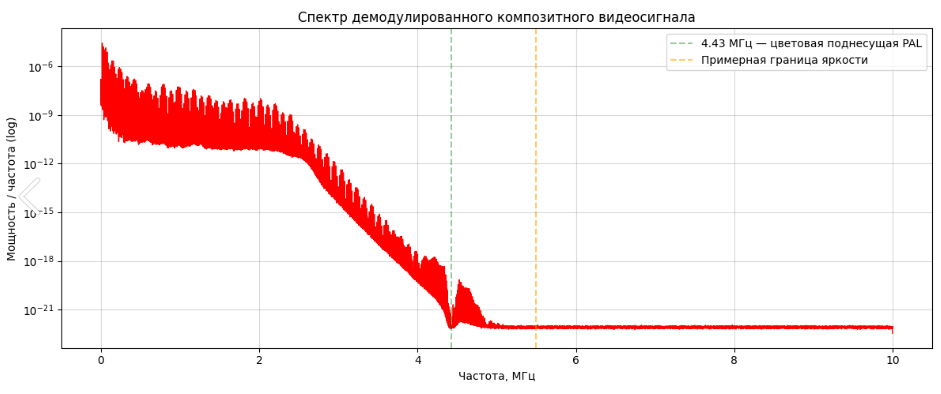 Спектр демодулированного композитного видеосигнала
4.43 МГц — цветовая поднесущая PAL
Примерная граница яркости
Мощность / частота (log)
10⁻⁶
10⁻⁹
10⁻¹²
10⁻¹⁵
10⁻¹⁸
10⁻²¹
0 2 4 6 8 10
Частота, МГц